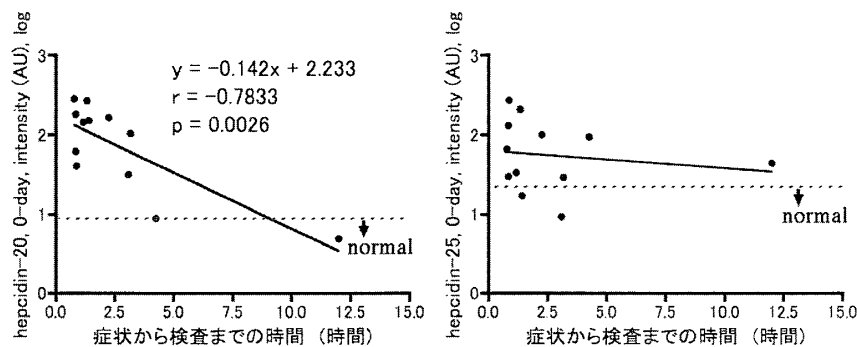 hepcidin-20, 0-day, intensity (AU), log
3
2
1
0
y = -0.142x + 2.233
r = -0.7833
p = 0.0026
normal
0.0 2.5 5.0 7.5 10.0 12.5 15.0
症状から検査までの時間 (時間)
hepcidin-25, 0-day, intensity (AU), log
3
2
1
0
normal
0.0 2.5 5.0 7.5 10.0 12.5 15.0
症状から検査までの時間 (時間)